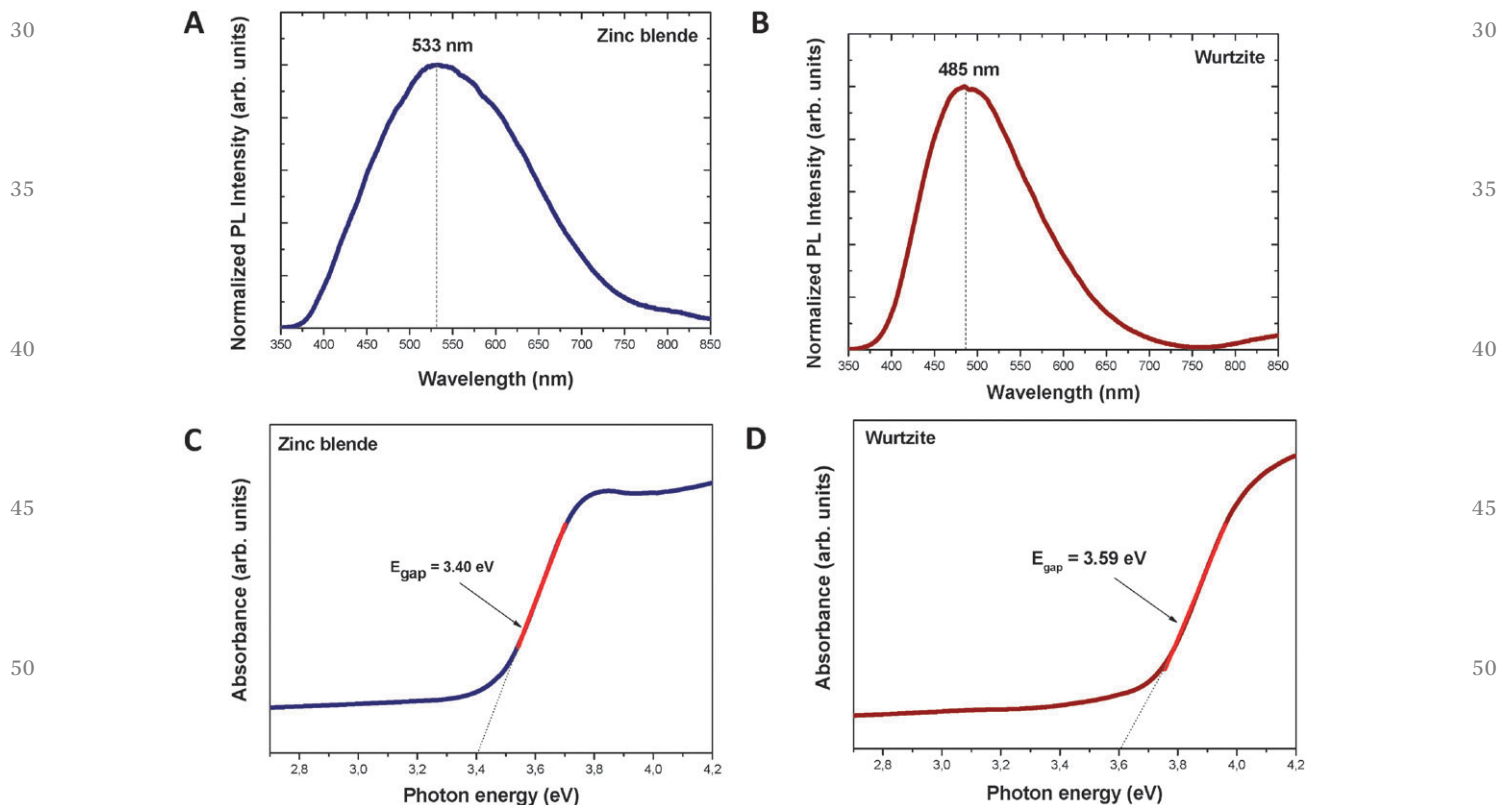 30
35
40
45
50
A
Zinc blende
533 nm
Normalized PL Intensity (arb. units)
350 400 450 500 550 600 650 700 750 800 850
Wavelength (nm)
B
Wurtzite
485 nm
Normalized PL Intensity (arb. units)
350 400 450 500 550 600 650 700 750 800 850
Wavelength (nm)
C
Zinc blende
Egap = 3.40 eV
Absorbance (arb. units)
2,8 3,0 3,2 3,4 3,6 3,8 4,0 4,2
Photon energy (eV)
D
Wurtzite
Egap = 3.59 eV
Absorbance (arb. units)
2,8 3,0 3,2 3,4 3,6 3,8 4,0 4,2
Photon energy (eV)
30
35
40
45
50